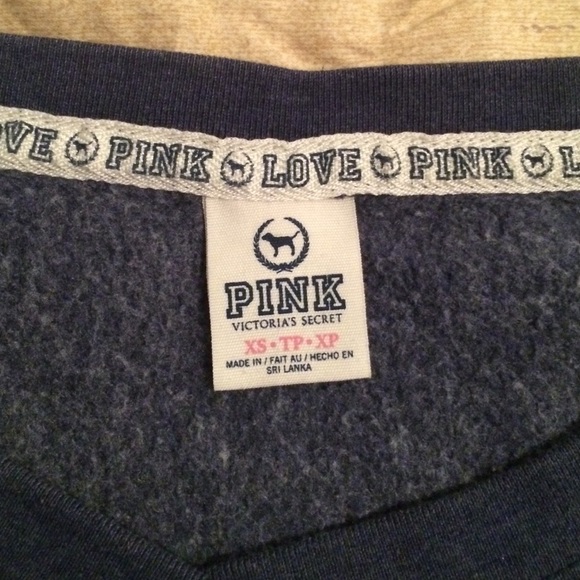 VE PINK LOVE PINK L
PINK
VICTORIA'S SECRET
XS • TP • XP
MADE IN / FAIT AU / HECHO EN
SRI LANKA